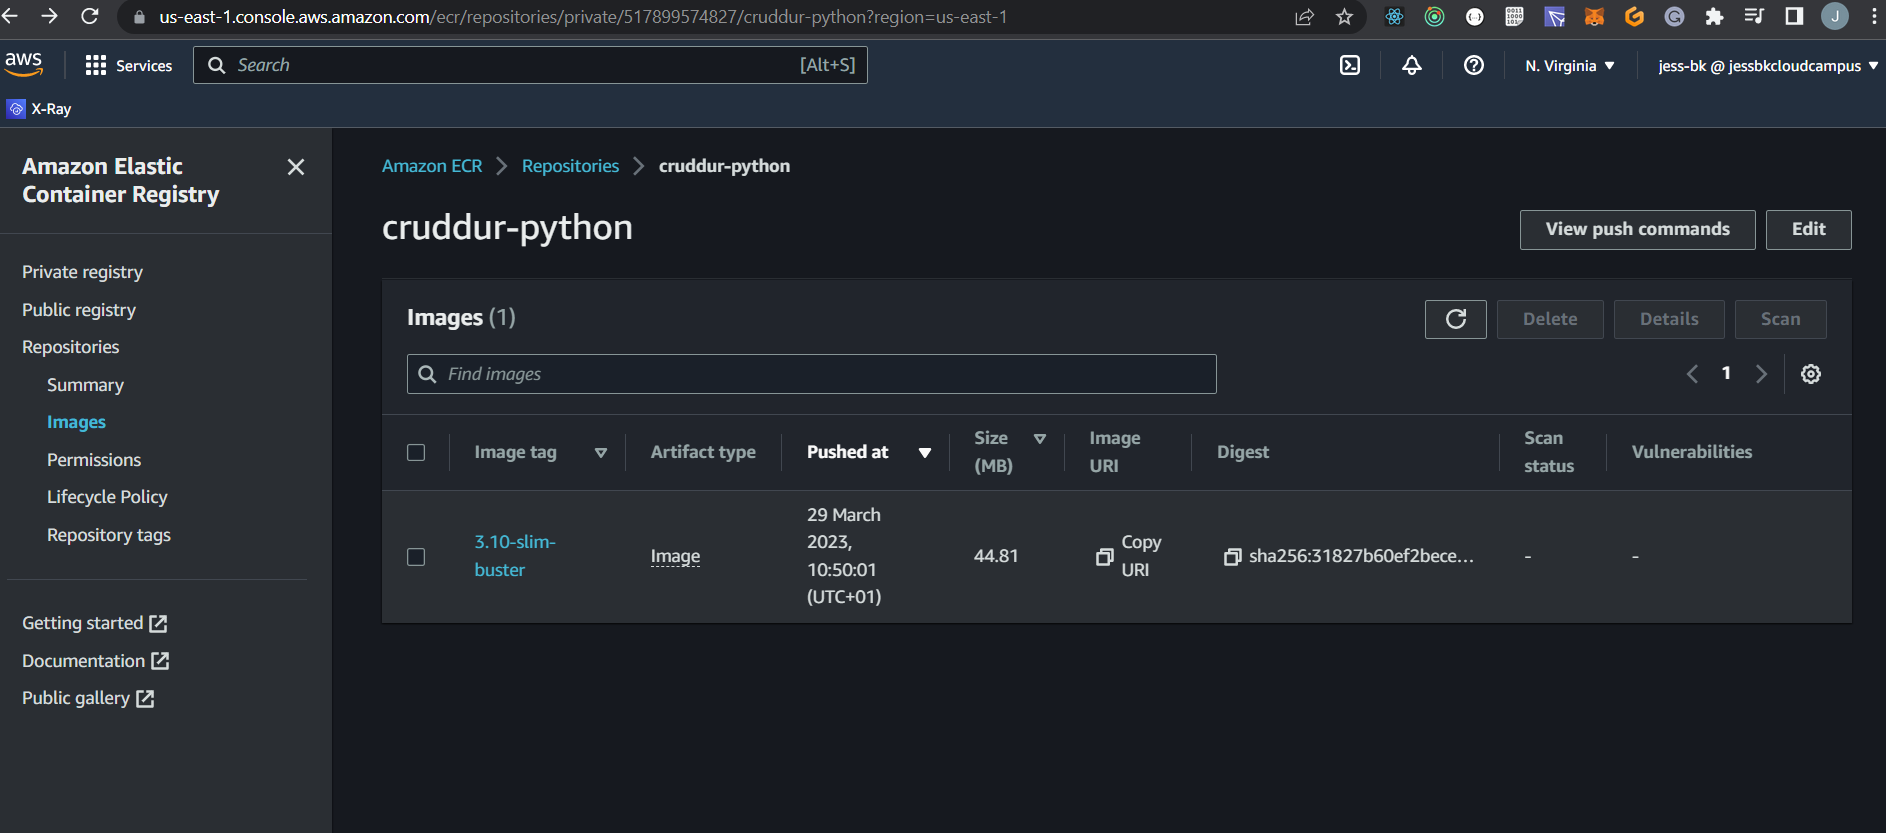 us-east-1.console.aws.amazon.com/ecr/repositories/private/517899574827/cruddur-python?region=us-east-1
J
aws
Services
Search
[Alt+S]
N. Virginia
jess-bk @ jessbkcloudcampus
X-Ray
Amazon Elastic
Container Registry
Private registry
Public registry
Repositories
Summary
Images
Permissions
Lifecycle Policy
Repository tags
Getting started
Documentation
Public gallery
Amazon ECR
Repositories
cruddur-python
cruddur-python
View push commands
Edit
Images (1)
Delete
Details
Scan
Find images
1
Image tag
Artifact type
Pushed at
Size
(MB)
Image
URI
Digest
Scan
status
Vulnerabilities
3.10-slim-
buster
Image
29 March
2023,
10:50:01
(UTC+01)
44.81
Copy
URI
sha256:31827b60ef2bece...
-
-